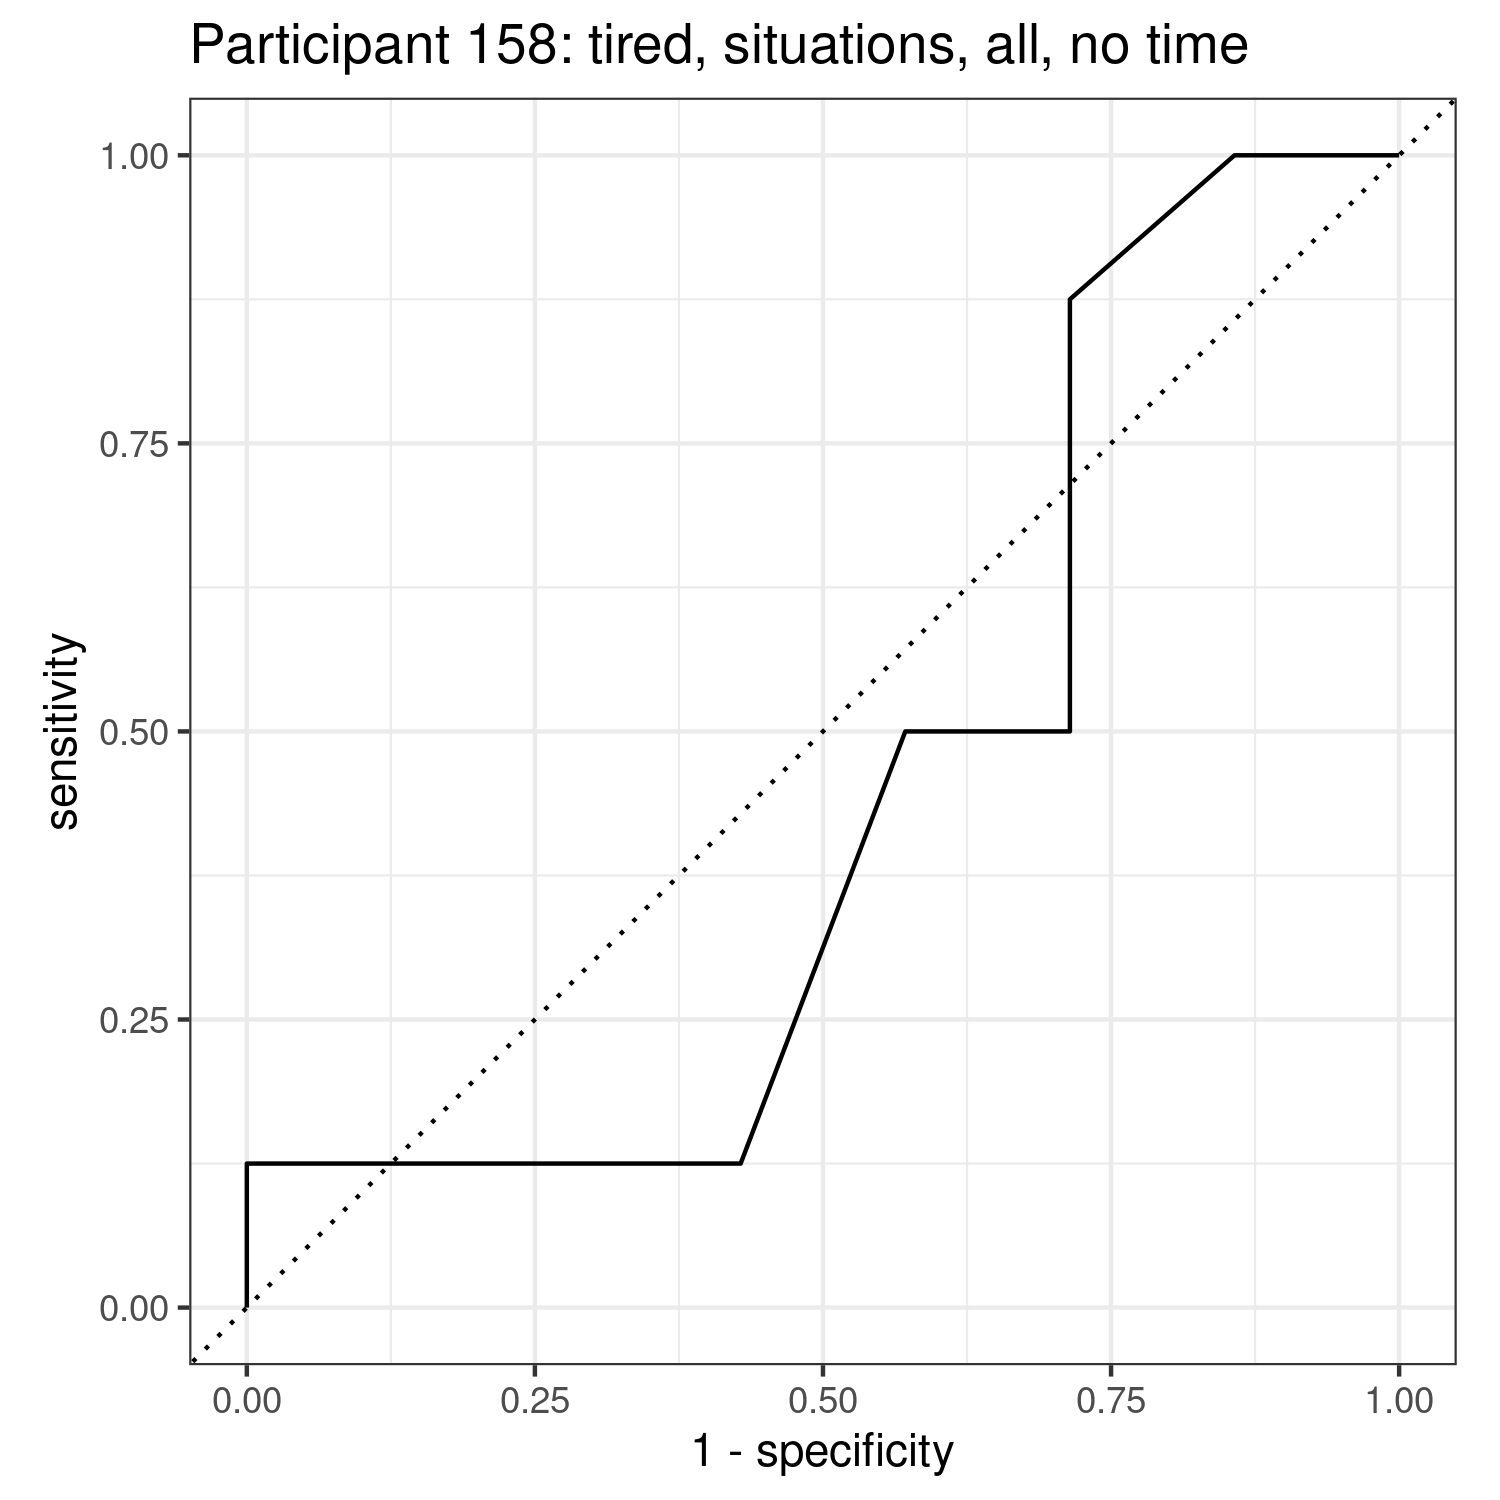 Participant 158: tired, situations, all, no time
1.00
0.75
0.50
0.25
0.00
sensitivity
0.00 0.25 0.50 0.75 1.00
1 - specificity